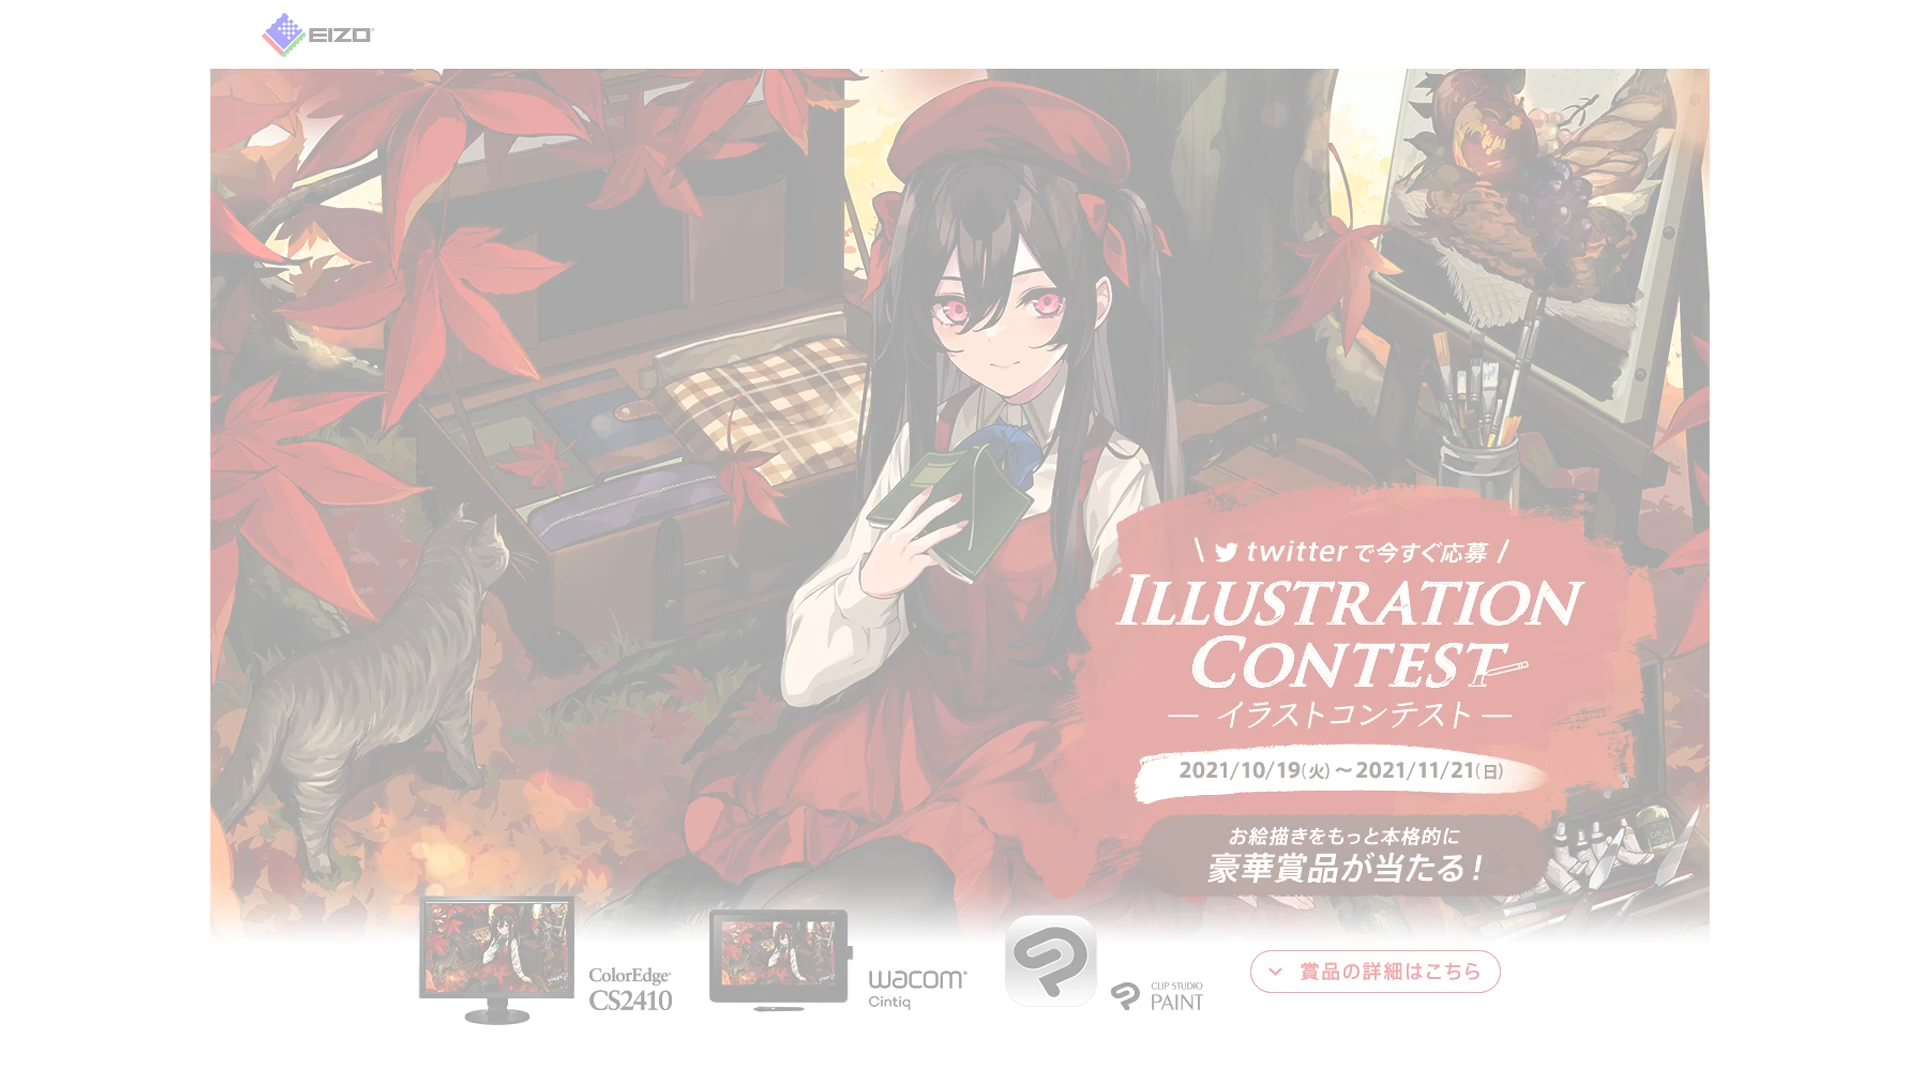 EIZO
\ twitterで今すぐ応募 /
ILLUSTRATION
CONTEST
― イラストコンテスト ―
2021/10/19(火)～2021/11/21(日)
お絵描きをもっと本格的に
豪華賞品が当たる！
ColorEdge
CS2410
wacom
Cintiq
CLIP STUDIO
PAINT
賞品の詳細はこちら